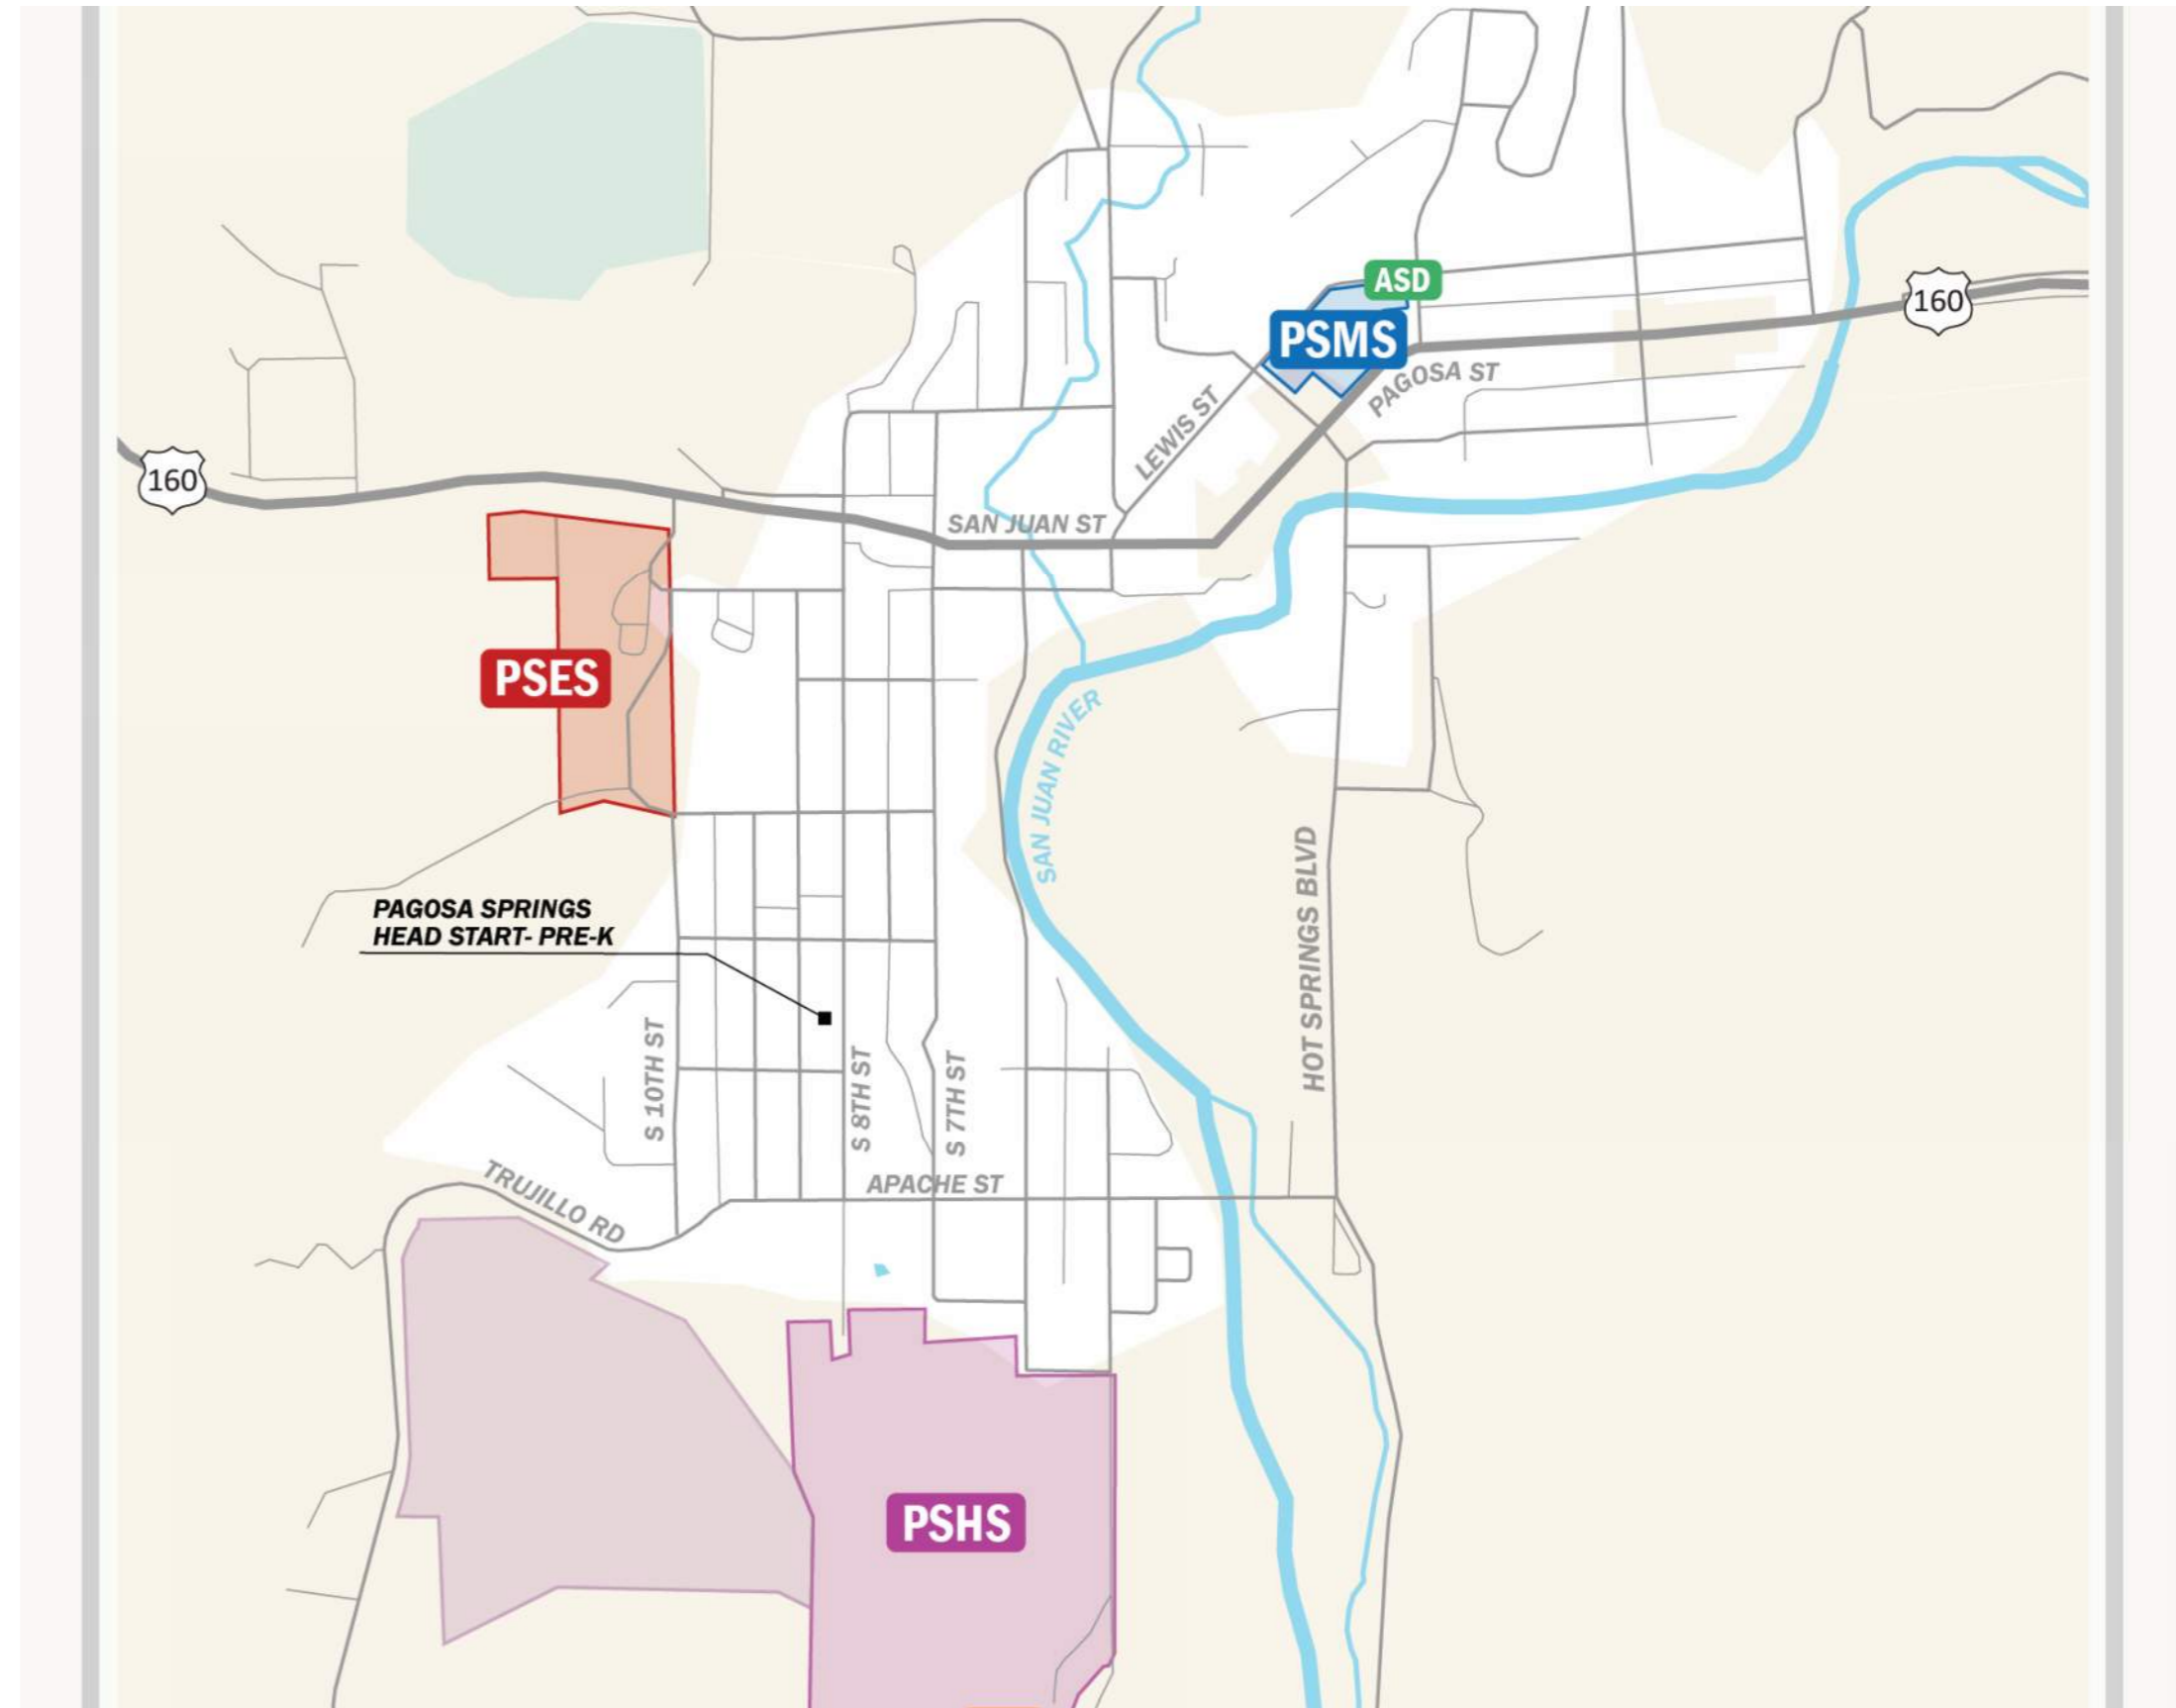 ASD
160
PSMS
PAGOSA ST
LEWIS ST
160
SAN JUAN ST
PSES
SAN JUAN RIVER
HOT SPRINGS BLVD
PAGOSA SPRINGS
HEAD START- PRE-K
S 10TH ST
S 8TH ST
S 7TH ST
APACHE ST
TRUJILLO RD
PSHS